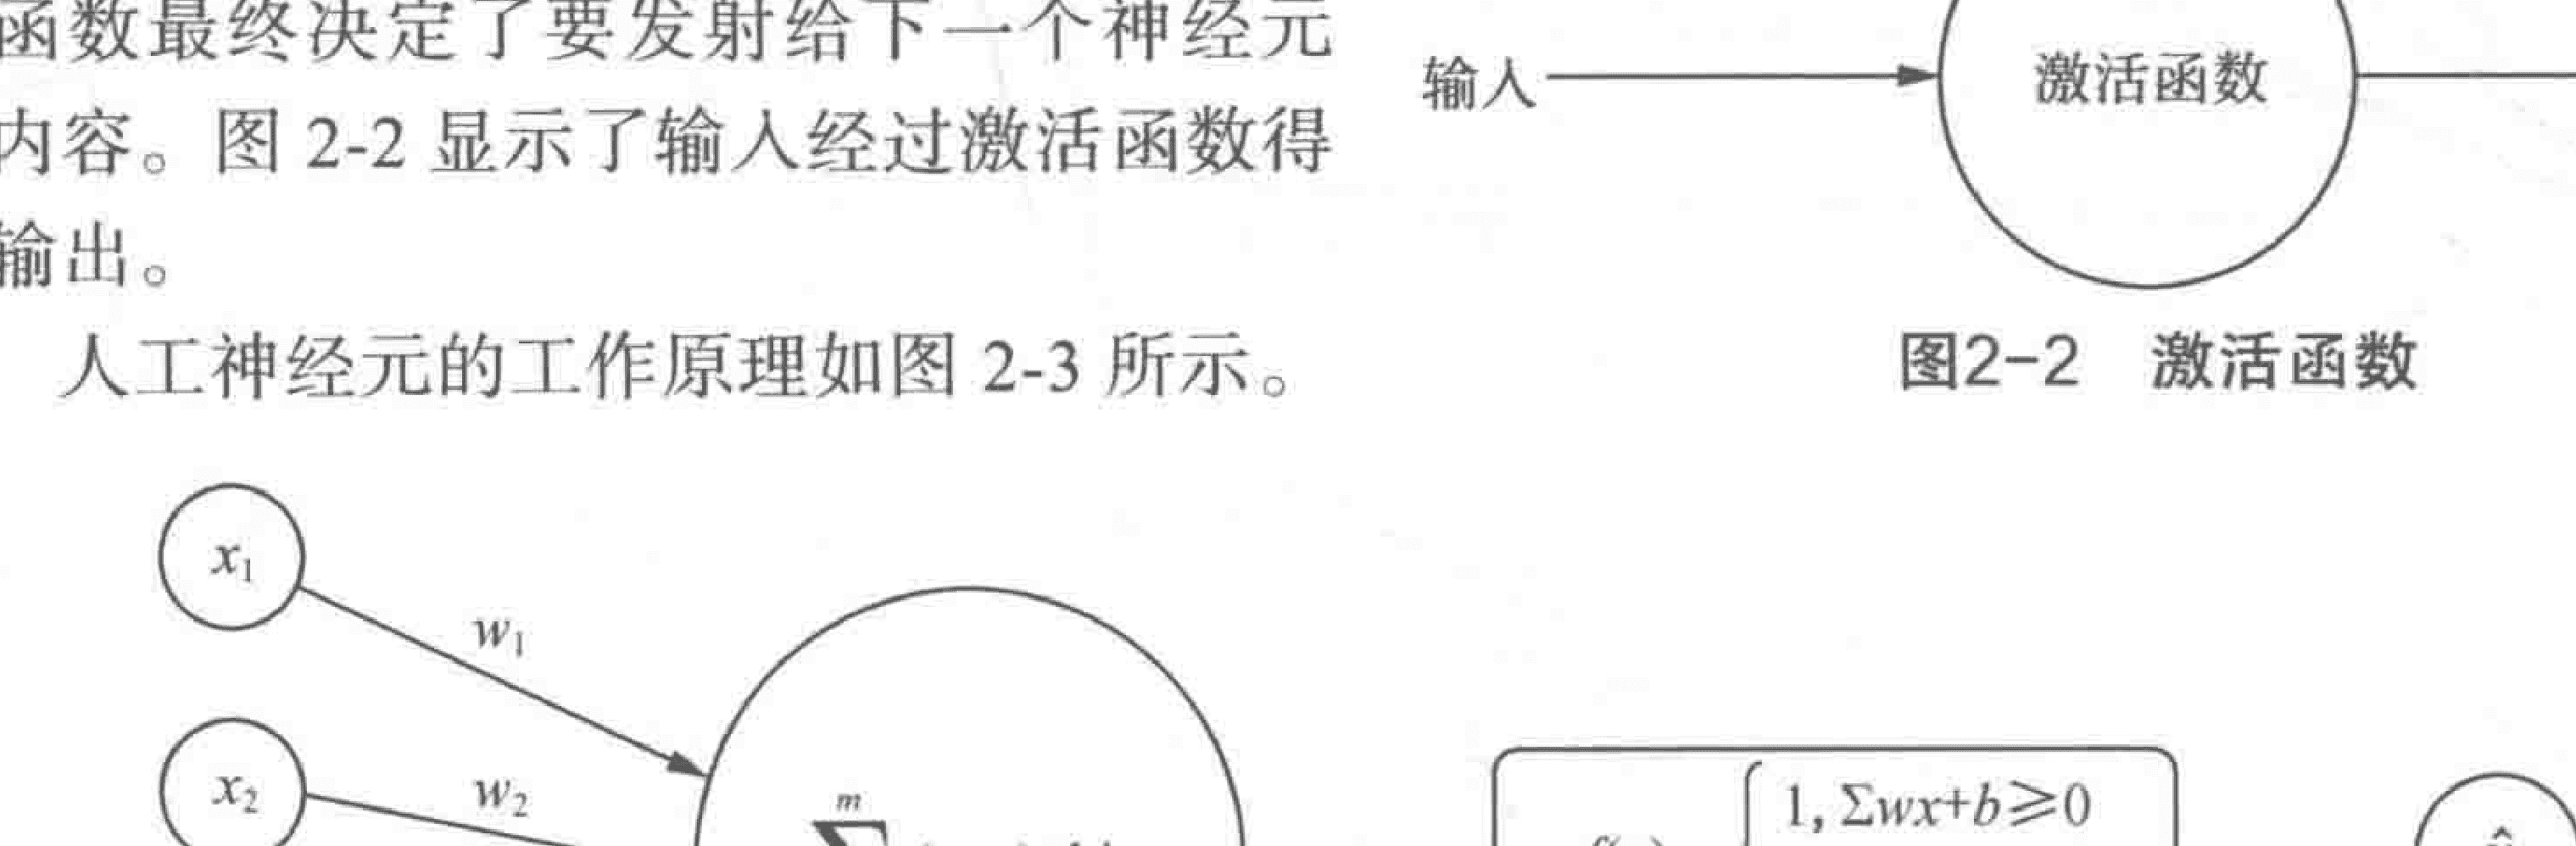 函数最终决定了要发射给下一个神经元
内容。图 2-2 显示了输入经过激活函数得
输出。
人工神经元的工作原理如图 2-3 所示。
输入
激活函数
图2-2 激活函数
x₁
w₁
x₂
w₂
m
∑
1, Σwx+b⩾0